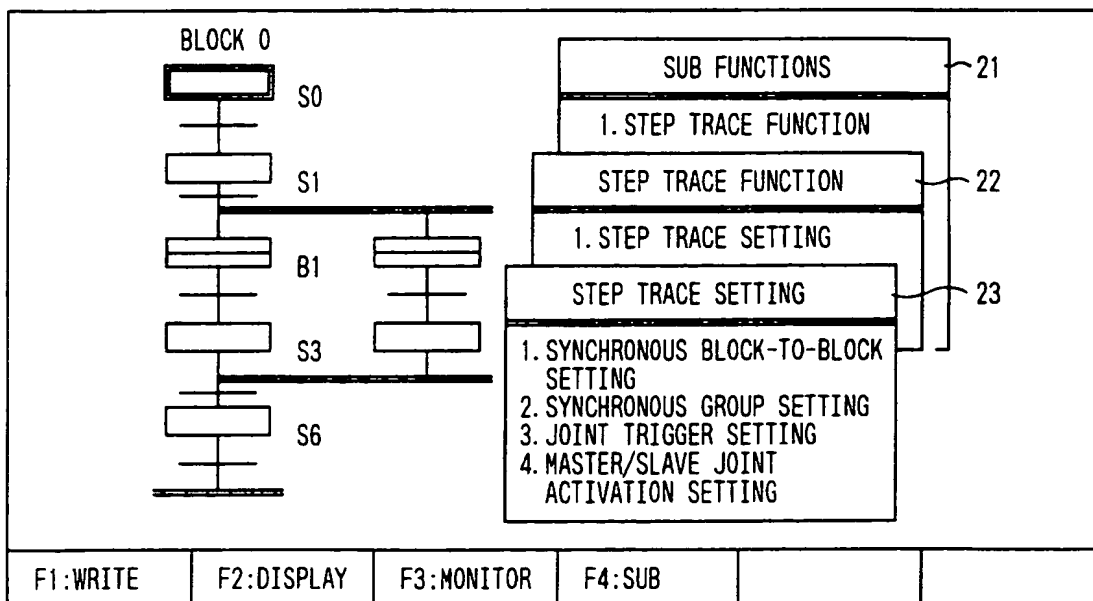 BLOCK 0
S0
S1
B1
S3
S6
SUB FUNCTIONS
21
1. STEP TRACE FUNCTION
STEP TRACE FUNCTION
22
1. STEP TRACE SETTING
STEP TRACE SETTING
23
1. SYNCHRONOUS BLOCK-TO-BLOCK
SETTING
2. SYNCHRONOUS GROUP SETTING
3. JOINT TRIGGER SETTING
4. MASTER/SLAVE JOINT
ACTIVATION SETTING
F1:WRITE
F2:DISPLAY
F3:MONITOR
F4:SUB